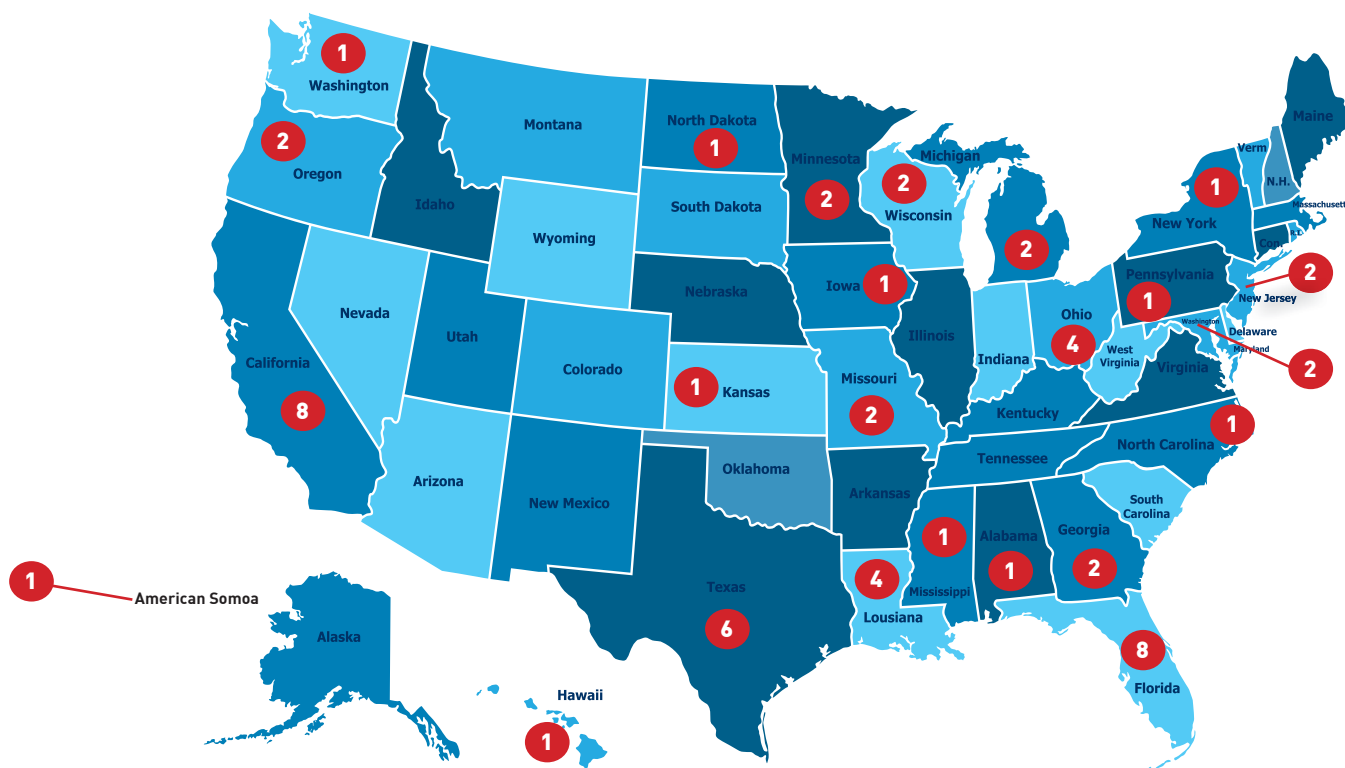 1
Washington
2
Oregon
Montana
North Dakota
1
Minnesota
2
2
Wisconsin
Michigan
2
Maine
Verm
N.H.
1
New York
Massachusett
Con.
Idaho
Wyoming
South Dakota
Nebraska
Iowa
1
Illinois
Indiana
Ohio
4
Pennsylvania
1
New Jersey
2
Washington
Delaware
Maryland
2
West
Virginia
Virginia
Nevada
Utah
Colorado
Kansas
1
Missouri
2
Kentucky
California
8
Arizona
New Mexico
Oklahoma
Arkansas
Tennessee
North Carolina
1
South
Carolina
Texas
6
4
Lousiana
1
Mississippi
Alabama
1
Georgia
2
8
Florida
1
American Somoa
Alaska
Hawaii
1